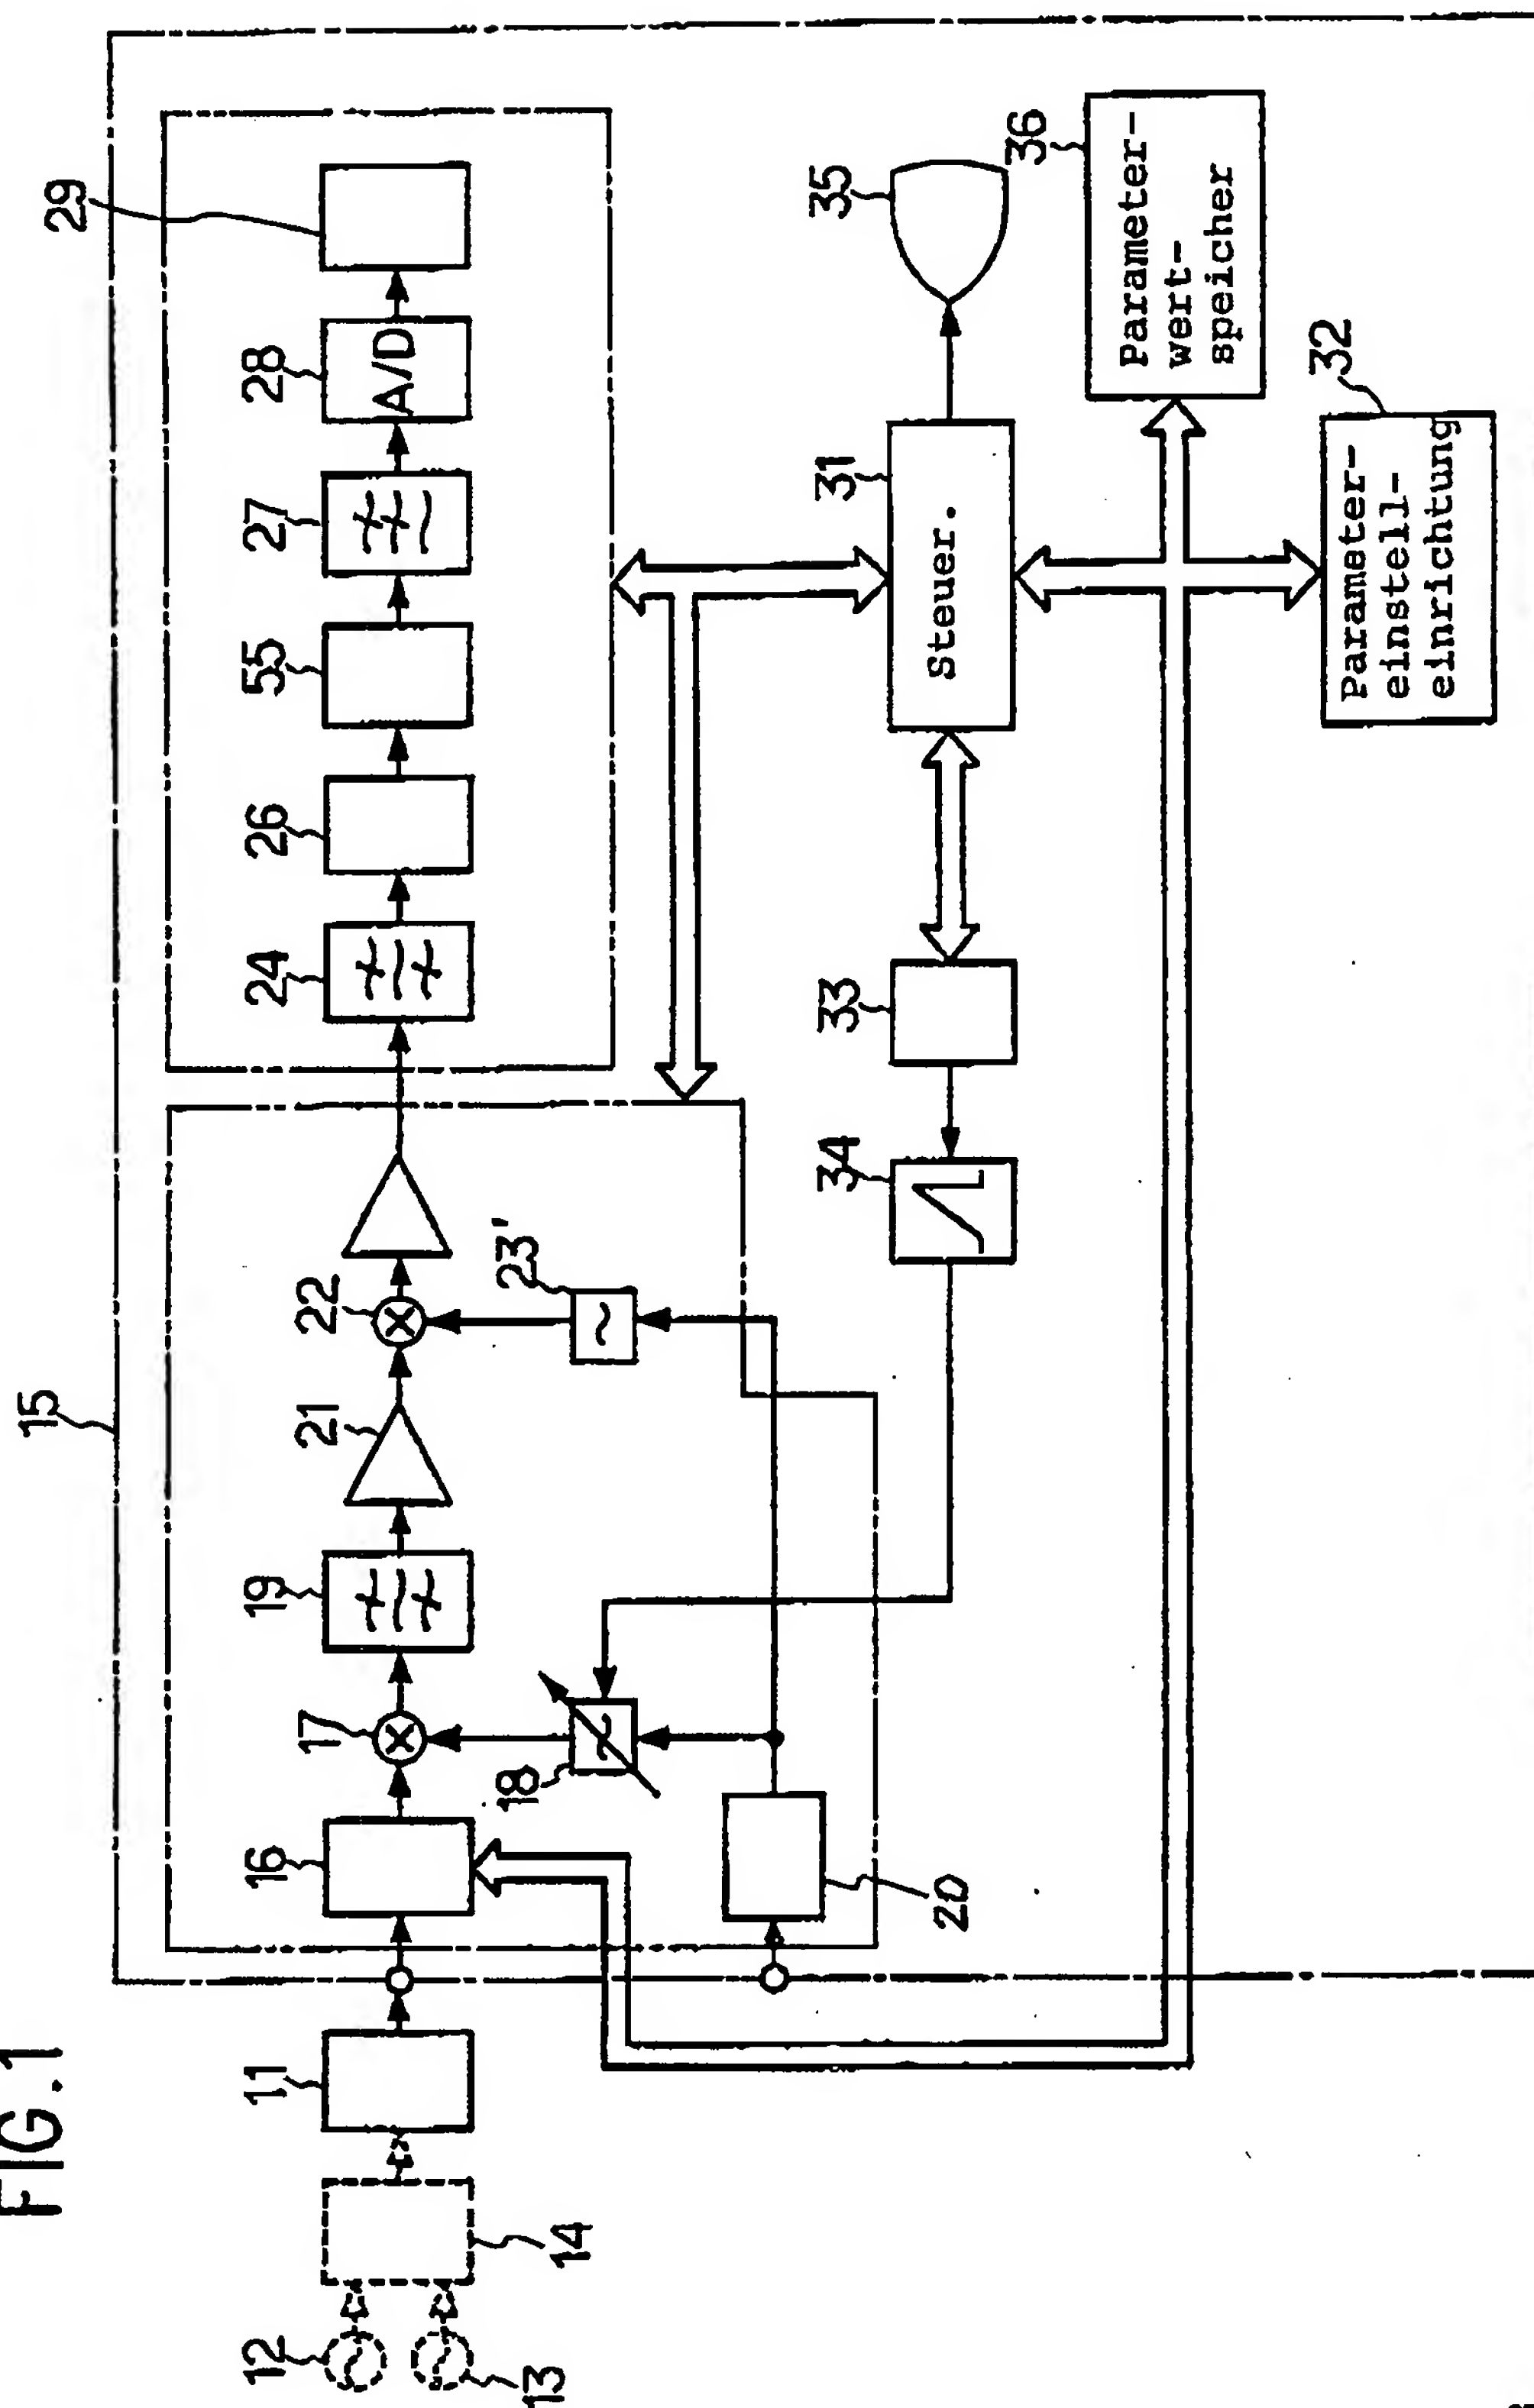 FIG.1
15
29
12
13
14
11
16
17
18
19
20
21
22
23'
24
26
55
27
28
A/D
34
33
31
Steuer.
35
36
Parameter-
wert-
speicher
32
Parameter-
einstell-
einrichtung